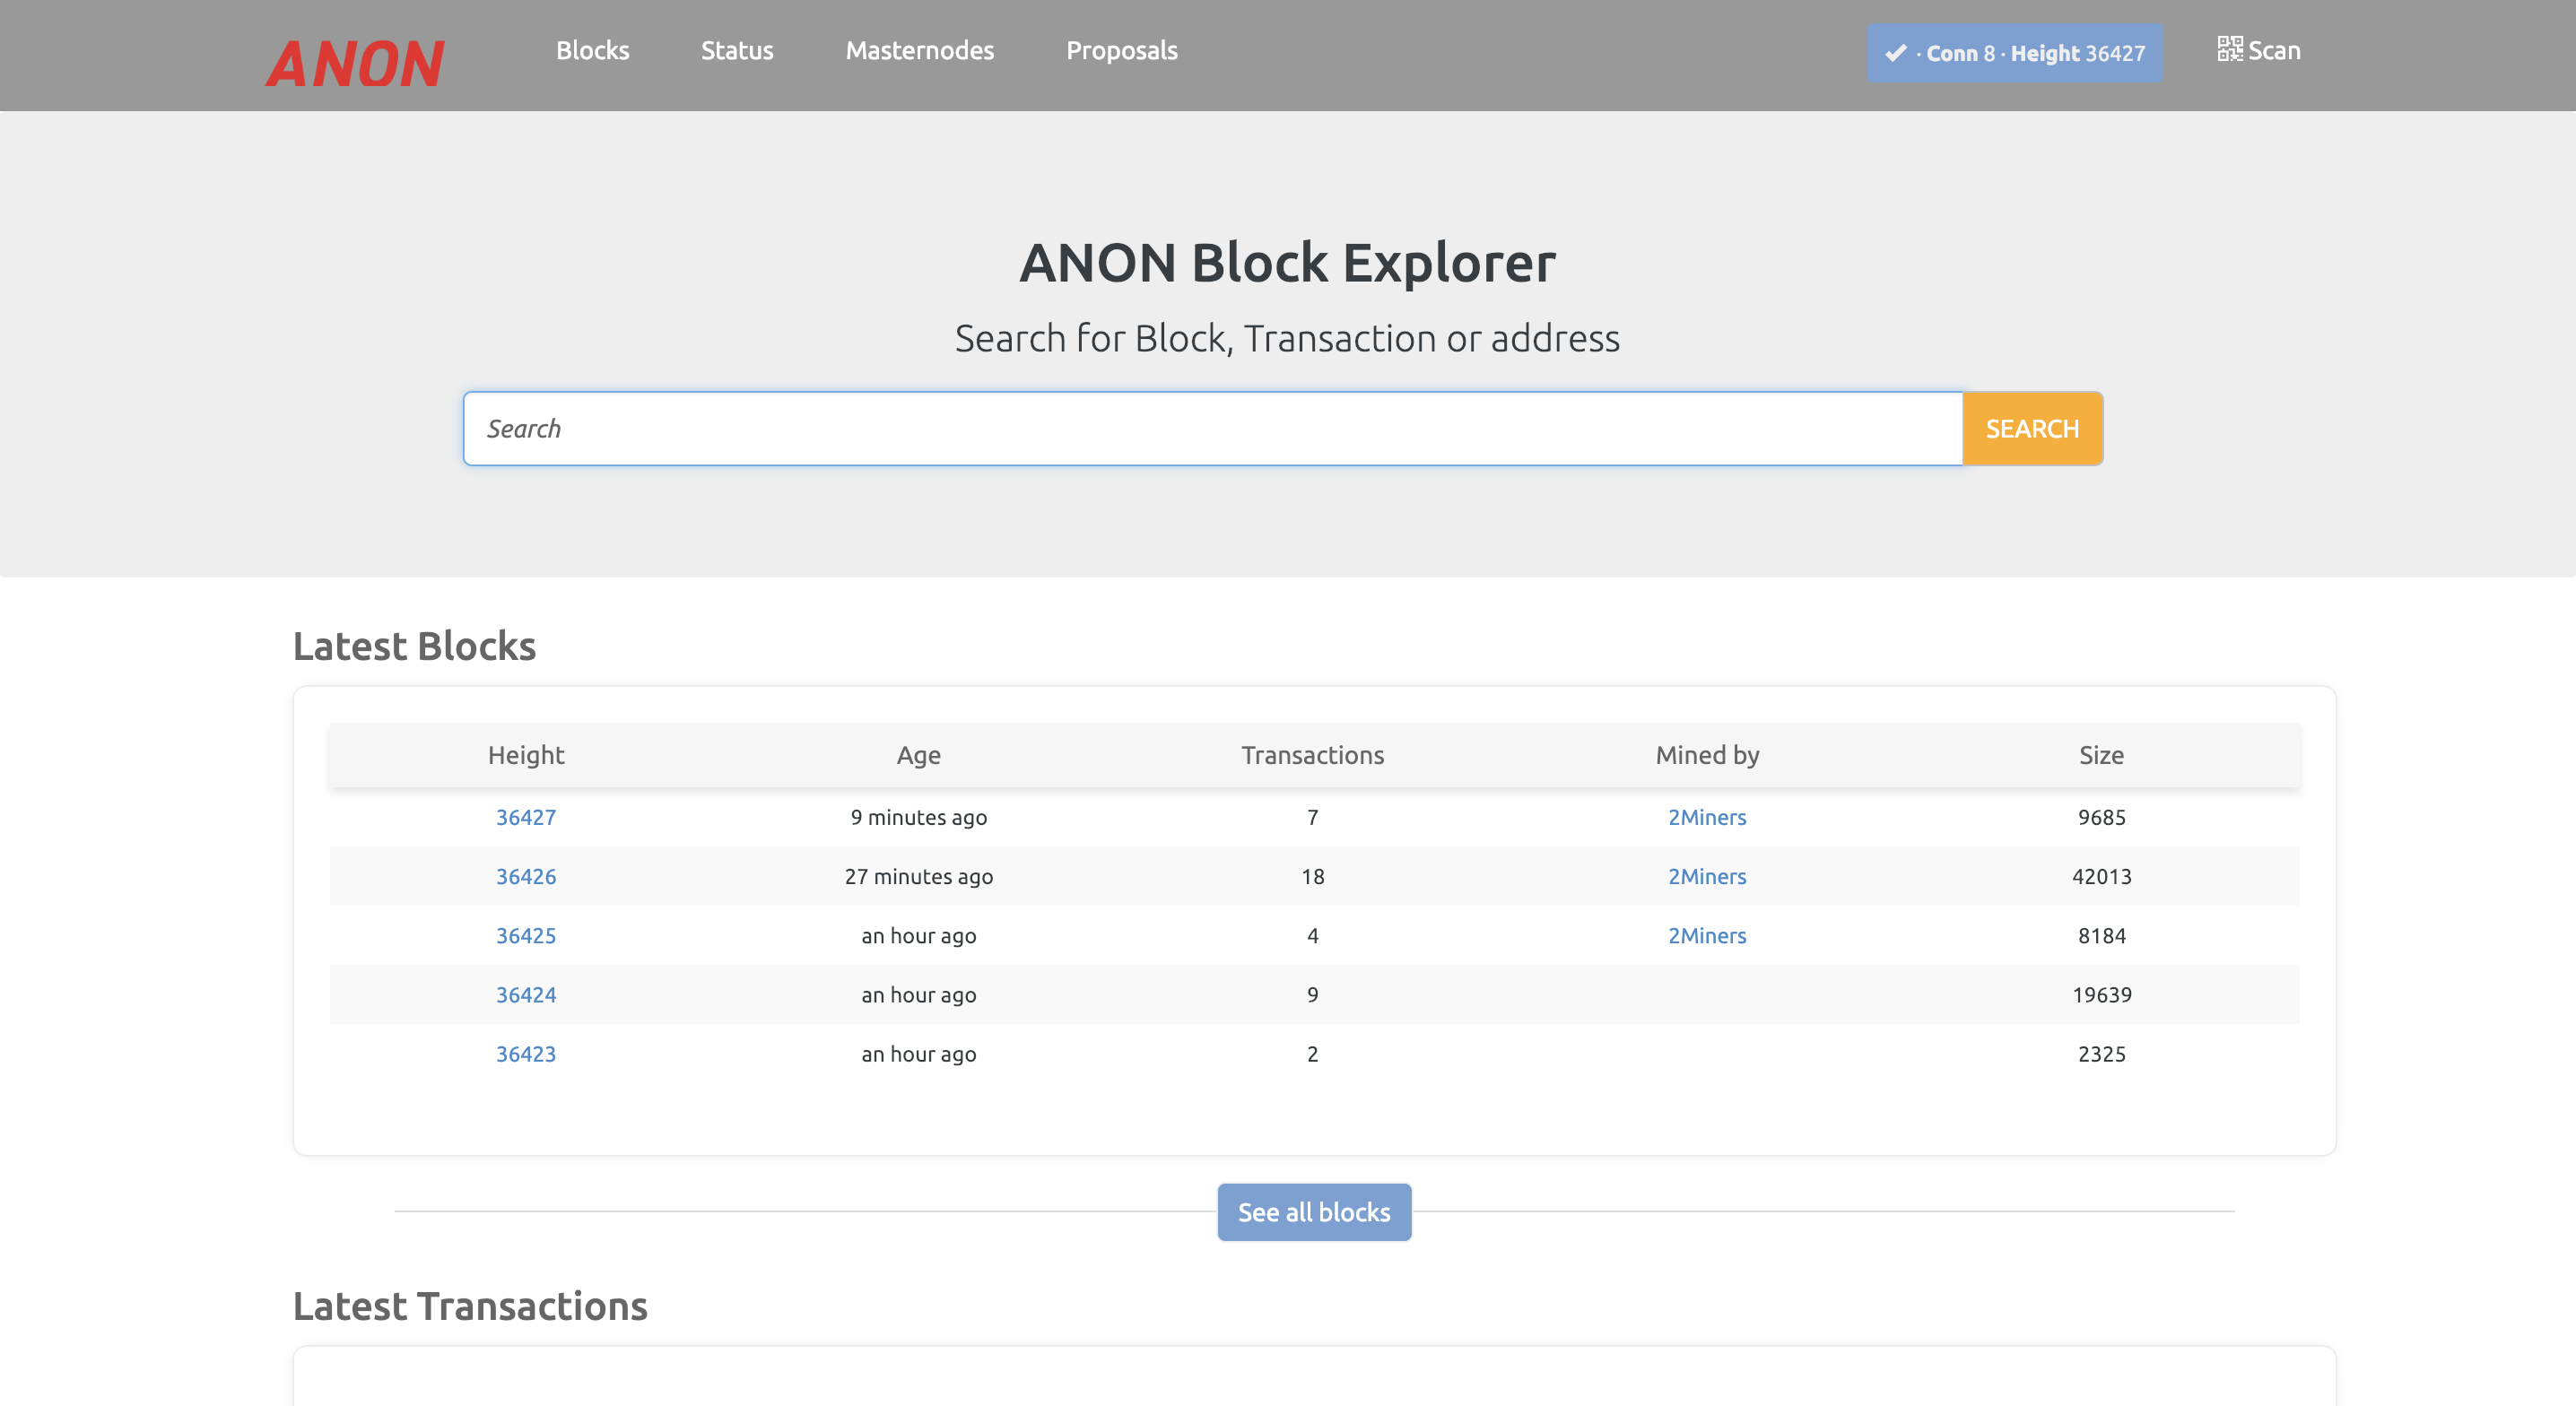 ANON Blocks Status Masternodes Proposals · Conn 8 · Height 36427 Scan
ANON Block Explorer
Search for Block, Transaction or address
Search SEARCH
Latest Blocks
Height Age Transactions Mined by Size
36427 9 minutes ago 7 2Miners 9685
36426 27 minutes ago 18 2Miners 42013
36425 an hour ago 4 2Miners 8184
36424 an hour ago 9 19639
36423 an hour ago 2 2325
See all blocks
Latest Transactions